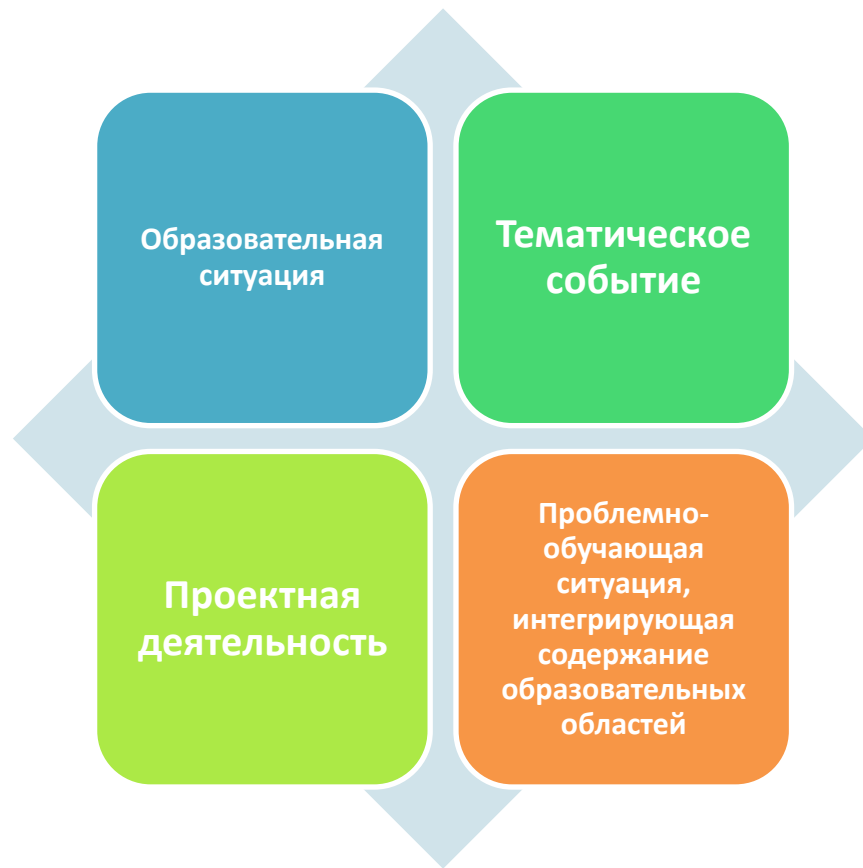 Образовательная
ситуация
Тематическое
событие
Проектная
деятельность
Проблемно-
обучающая
ситуация,
интегрирующая
содержание
образовательных
областей